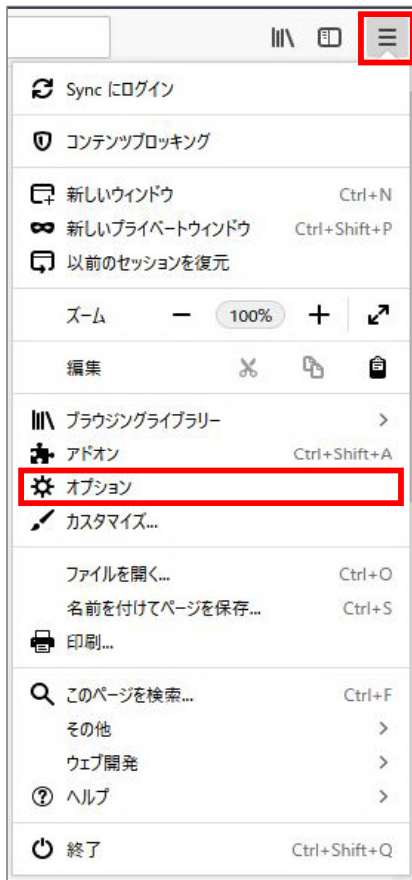 Sync にログイン
コンテンツブロッキング
新しいウィンドウ Ctrl+N
新しいプライベートウィンドウ Ctrl+Shift+P
以前のセッションを復元
ズーム − 100% +
編集
ブラウジングライブラリー >
アドオン Ctrl+Shift+A
オプション
カスタマイズ...
ファイルを開く... Ctrl+O
名前を付けてページを保存... Ctrl+S
印刷...
このページを検索... Ctrl+F
その他 >
ウェブ開発 >
ヘルプ >
終了 Ctrl+Shift+Q